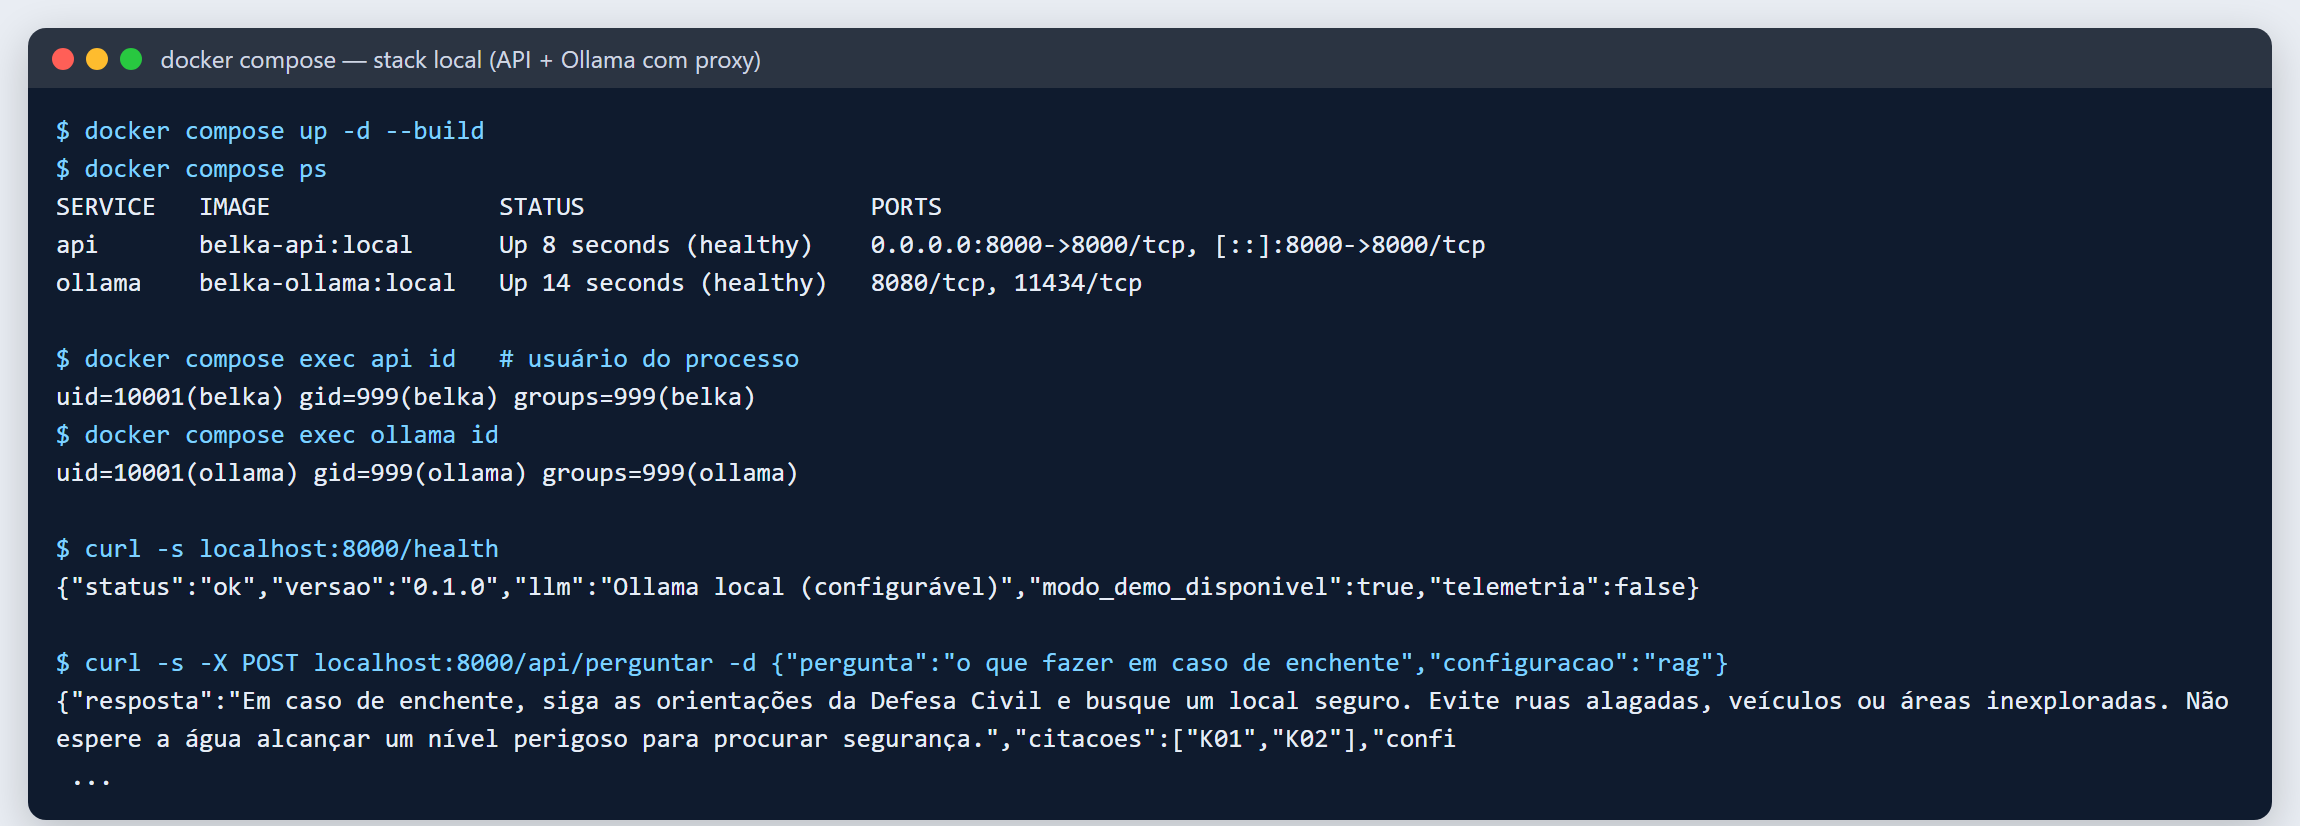 docker compose — stack local (API + Ollama com proxy)
$ docker compose up -d --build
$ docker compose ps
SERVICE   IMAGE                STATUS                    PORTS
api       belka-api:local      Up 8 seconds (healthy)    0.0.0.0:8000->8000/tcp, [::]:8000->8000/tcp
ollama    belka-ollama:local   Up 14 seconds (healthy)   8080/tcp, 11434/tcp
$ docker compose exec api id   # usuário do processo
uid=10001(belka) gid=999(belka) groups=999(belka)
$ docker compose exec ollama id
uid=10001(ollama) gid=999(ollama) groups=999(ollama)
$ curl -s localhost:8000/health
{"status":"ok","versao":"0.1.0","llm":"Ollama local (configurável)","modo_demo_disponivel":true,"telemetria":false}
$ curl -s -X POST localhost:8000/api/perguntar -d {"pergunta":"o que fazer em caso de enchente","configuracao":"rag"}
{"resposta":"Em caso de enchente, siga as orientações da Defesa Civil e busque um local seguro. Evite ruas alagadas, veículos ou áreas inexploradas. Não
espere a água alcançar um nível perigoso para procurar segurança.","citacoes":["K01","K02"],"confi
...